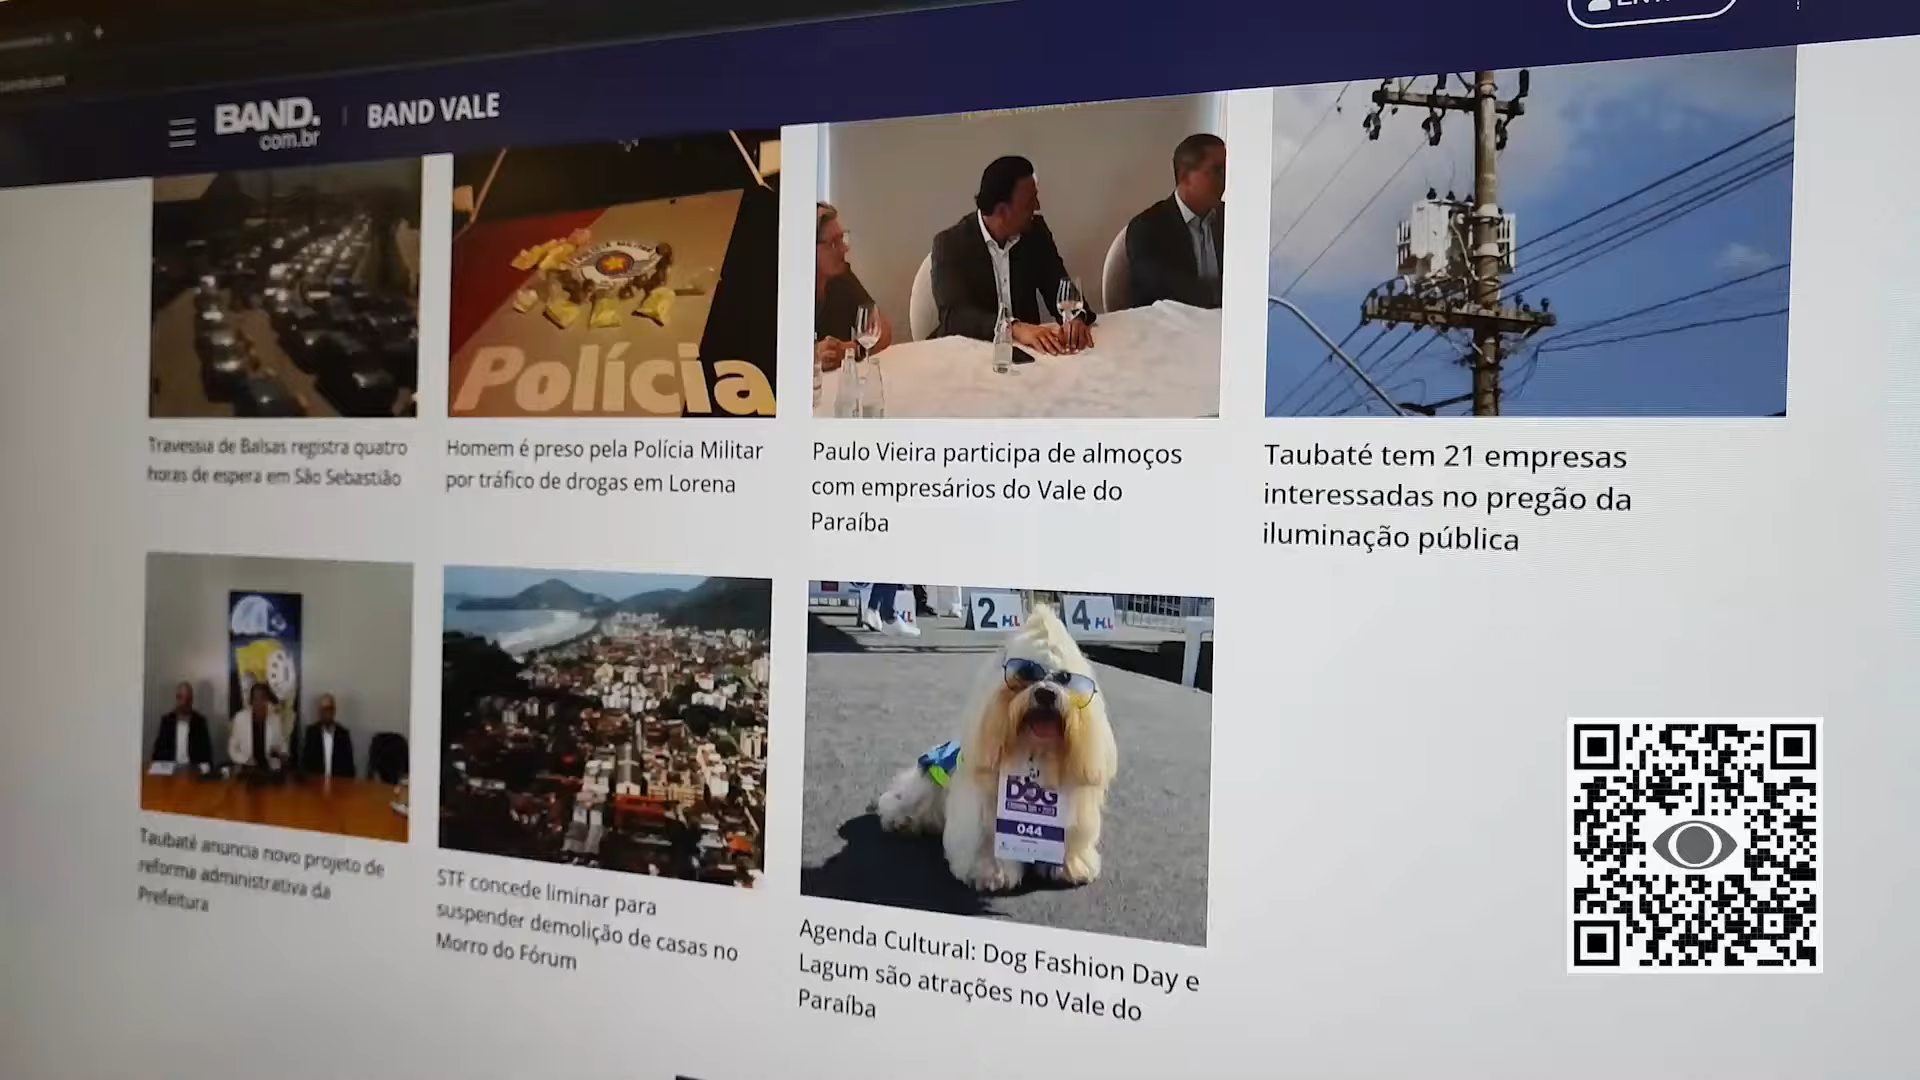 BAND.
com.br
BAND VALE
Polícia
Travessia de Balsas registra quatro
horas de espera em São Sebastião
Homem é preso pela Polícia Militar
por tráfico de drogas em Lorena
Paulo Vieira participa de almoços
com empresários do Vale do
Paraíba
Taubaté tem 21 empresas
interessadas no pregão da
iluminação pública
2 HL
4 HL
DOG
044
Taubaté anuncia novo projeto de
reforma administrativa da
Prefeitura
STF concede liminar para
suspender demolição de casas no
Morro do Fórum
Agenda Cultural: Dog Fashion Day e
Lagum são atrações no Vale do
Paraíba